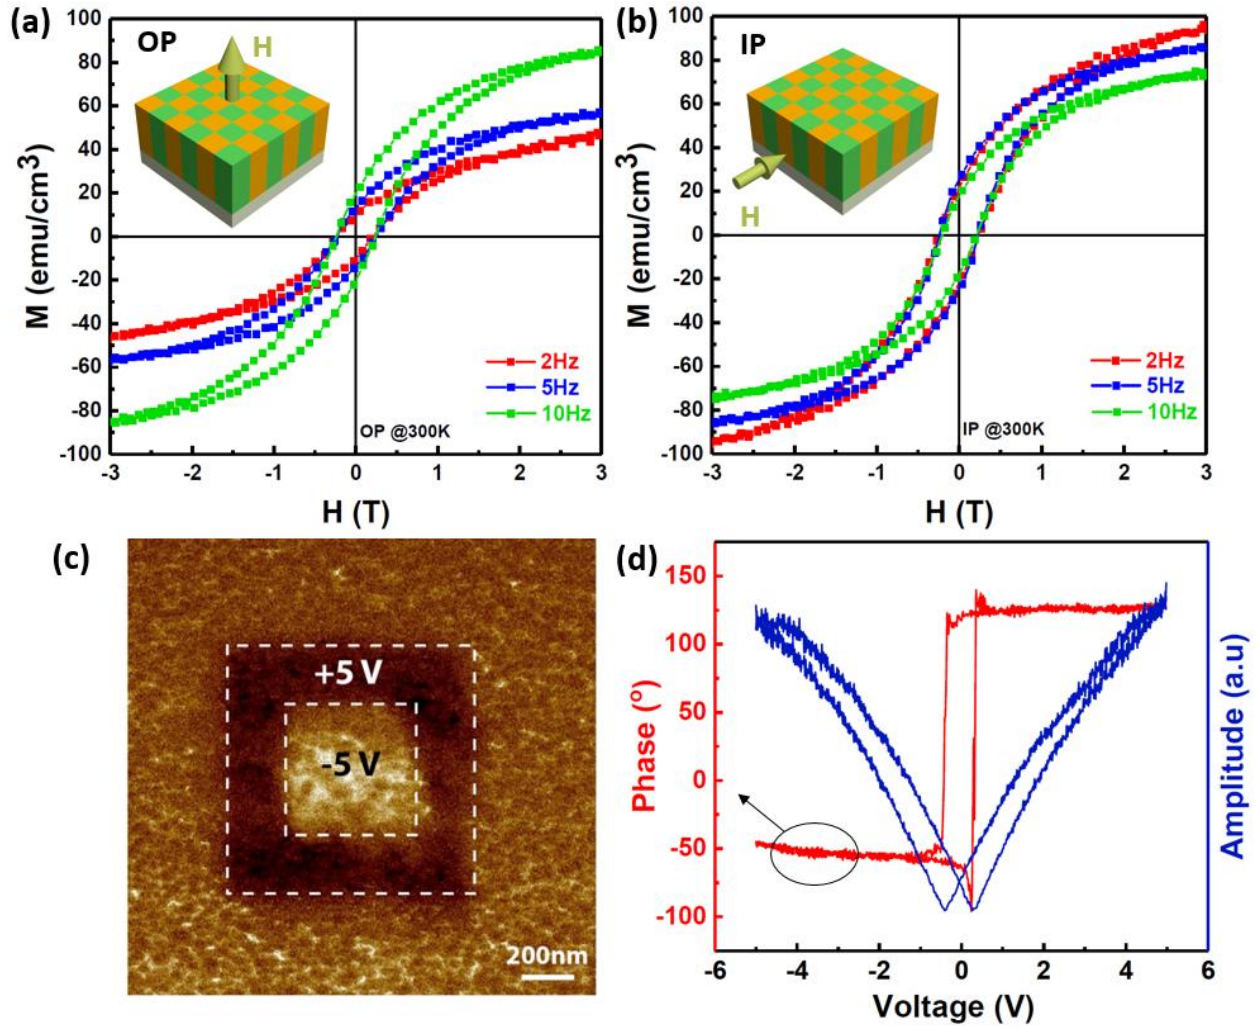 (a)
OP
H
100
80
60
40
20
0
-20
-40
-60
-80
-100
M (emu/cm³)
2Hz
5Hz
10Hz
OP @300K
-3 -2 -1 0 1 2 3
H (T)
(b)
IP
H
100
80
60
40
20
0
-20
-40
-60
-80
-100
M (emu/cm³)
2Hz
5Hz
10Hz
IP @300K
-3 -2 -1 0 1 2 3
H (T)
(c)
+5 V
-5 V
200nm
(d)
150
100
50
0
-50
-100
Phase (º)
Amplitude (a.u)
-6 -4 -2 0 2 4 6
Voltage (V)